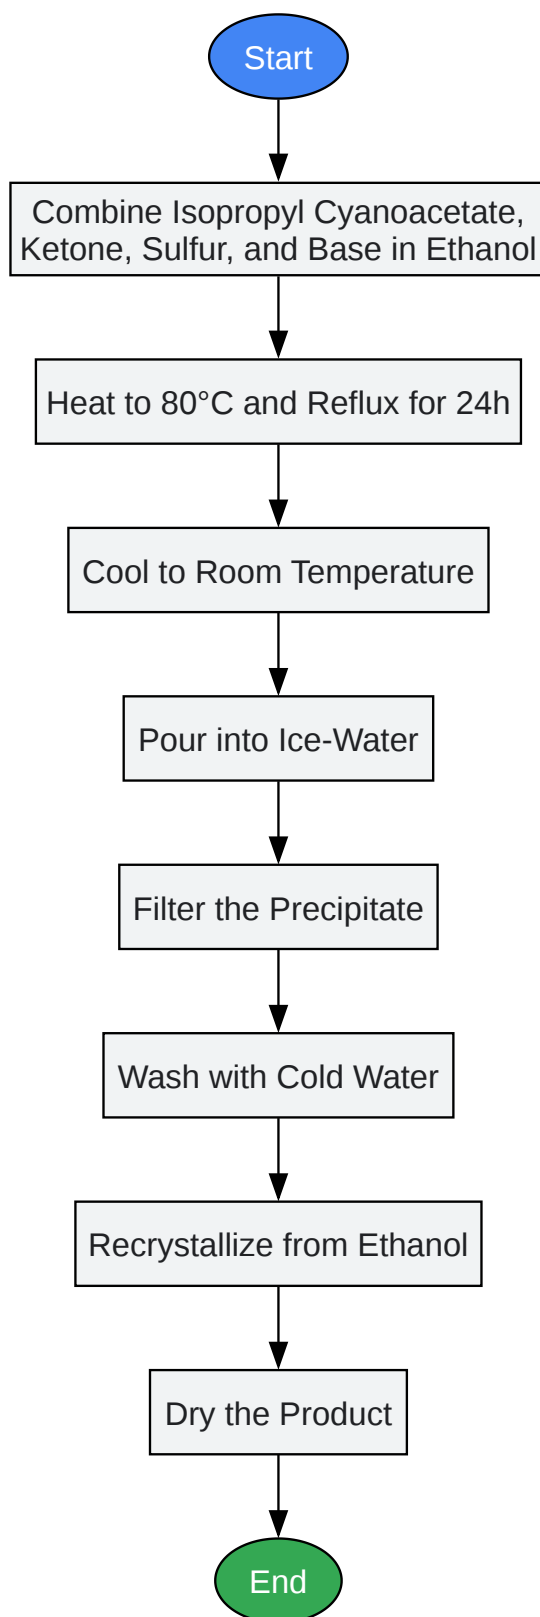 Start
Combine Isopropyl Cyanoacetate,
Ketone, Sulfur, and Base in Ethanol
Heat to 80°C and Reflux for 24h
Cool to Room Temperature
Pour into Ice-Water
Filter the Precipitate
Wash with Cold Water
Recrystallize from Ethanol
Dry the Product
End